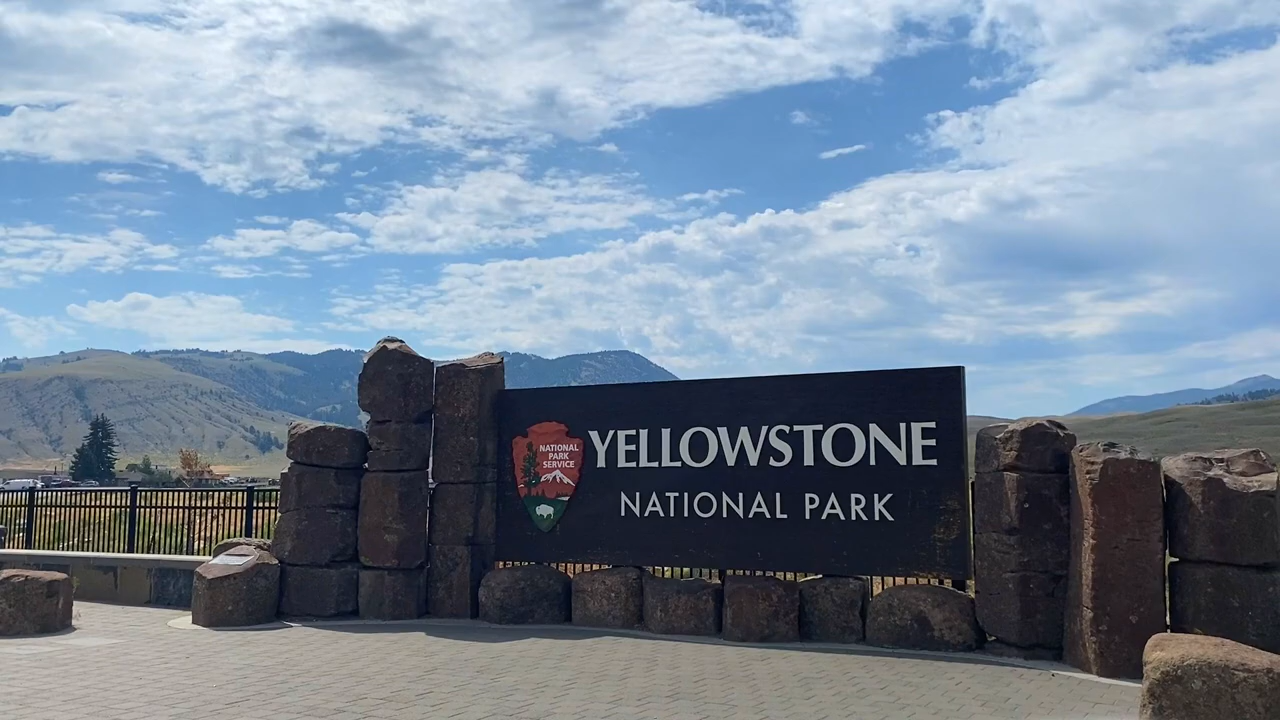 NATIONAL
PARK
SERVICE
YELLOWSTONE
NATIONAL PARK